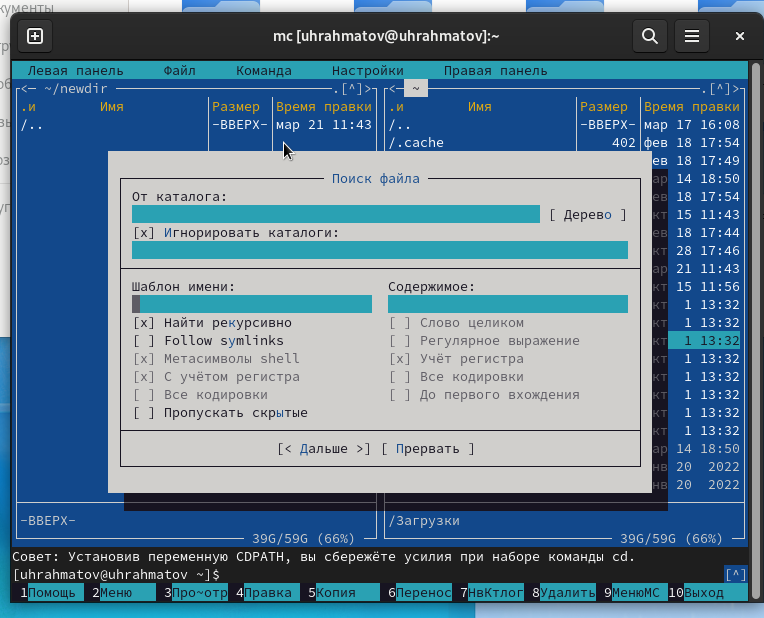 кументы
mc [uhrahmatov@uhrahmatov]:~
Левая панель Файл Команда Настройки Правая панель
<— ~/newdir .[^]> <— ~ .[^]>
.и Имя Размер Время правки .и Имя Размер Время правки
/.. -ВВЕРХ- мар 21 11:43 /.. -ВВЕРХ- мар 17 16:08
/.cache 402 фев 18 17:54
ев 18 17:49
Поиск файла ар 14 18:50
От каталога: ев 18 17:54
[ Дерево ] кт 15 11:43
[x] Игнорировать каталоги: ев 18 17:44
кт 28 17:46
ар 21 11:43
Шаблон имени: Содержимое: кт 15 11:56
кт 1 13:32
[x] Найти рекурсивно [ ] Слово целиком кт 1 13:32
[ ] Follow symlinks [ ] Регулярное выражение кт 1 13:32
[x] Метасимволы shell [x] Учёт регистра кт 1 13:32
[x] С учётом регистра [ ] Все кодировки кт 1 13:32
[ ] Все кодировки [ ] До первого вхождения кт 1 13:32
[ ] Пропускать скрытые кт 1 13:32
кт 1 13:32
[< Дальше >] [ Прервать ] ар 14 18:50
нв 20 2022
нв 20 2022
-ВВЕРХ- /Загрузки
39G/59G (66%) 39G/59G (66%)
Совет: Установив переменную CDPATH, вы сбережёте усилия при наборе команды cd.
[uhrahmatov@uhrahmatov ~]$ [^]
1Помощь 2Меню 3Про~отр 4Правка 5Копия 6Перенос 7НвКтлог 8Удалить 9МенюМС 10Выход